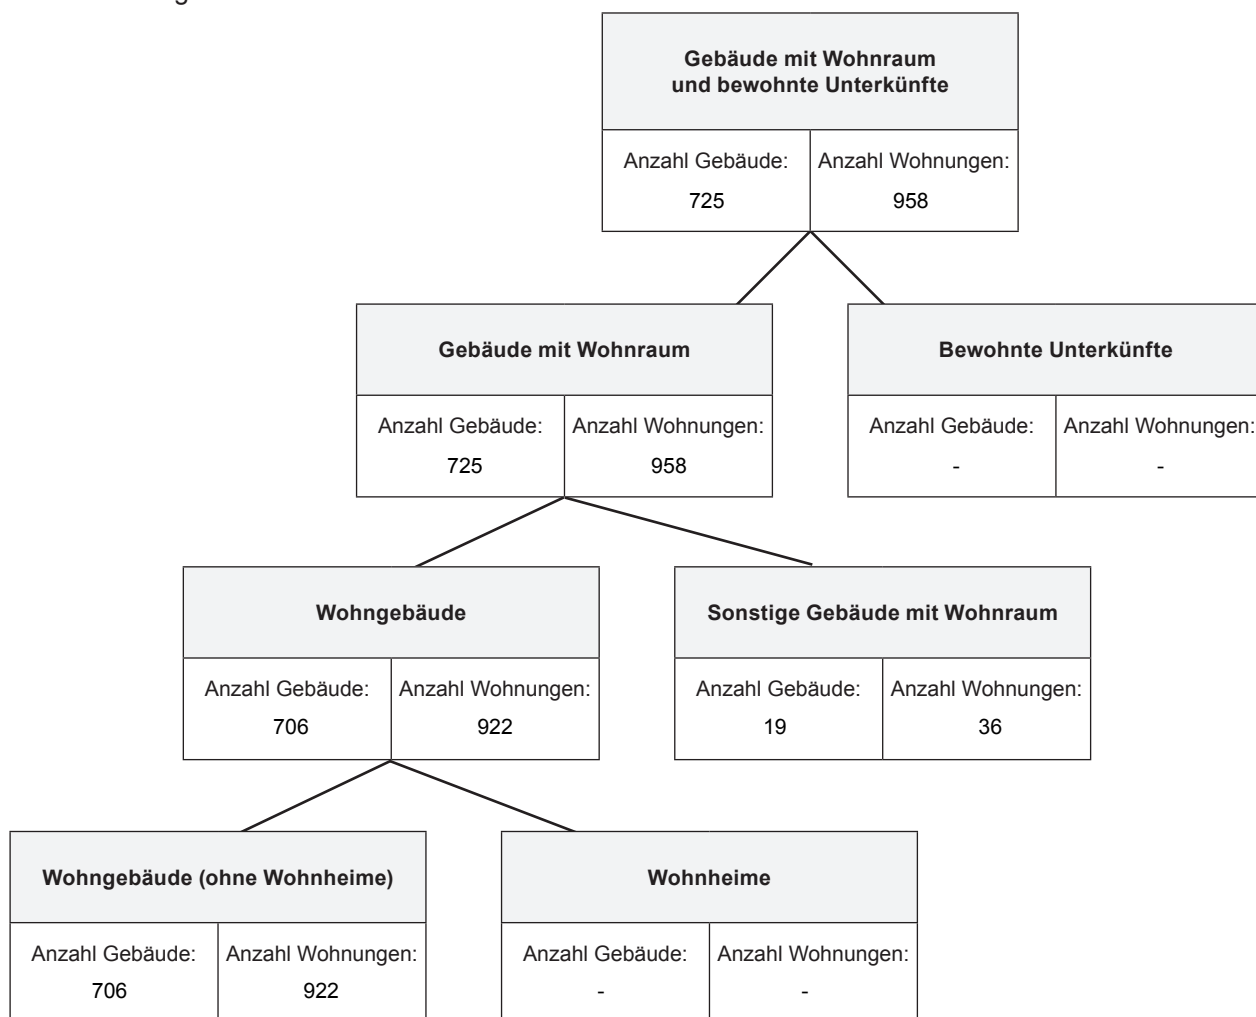 Gebäude mit Wohnraum
und bewohnte Unterkünfte
Anzahl Gebäude: Anzahl Wohnungen:
725 958
Gebäude mit Wohnraum
Anzahl Gebäude: Anzahl Wohnungen:
725 958
Bewohnte Unterkünfte
Anzahl Gebäude: Anzahl Wohnungen:
- -
Wohngebäude
Anzahl Gebäude: Anzahl Wohnungen:
706 922
Sonstige Gebäude mit Wohnraum
Anzahl Gebäude: Anzahl Wohnungen:
19 36
Wohngebäude (ohne Wohnheime)
Anzahl Gebäude: Anzahl Wohnungen:
706 922
Wohnheime
Anzahl Gebäude: Anzahl Wohnungen:
- -